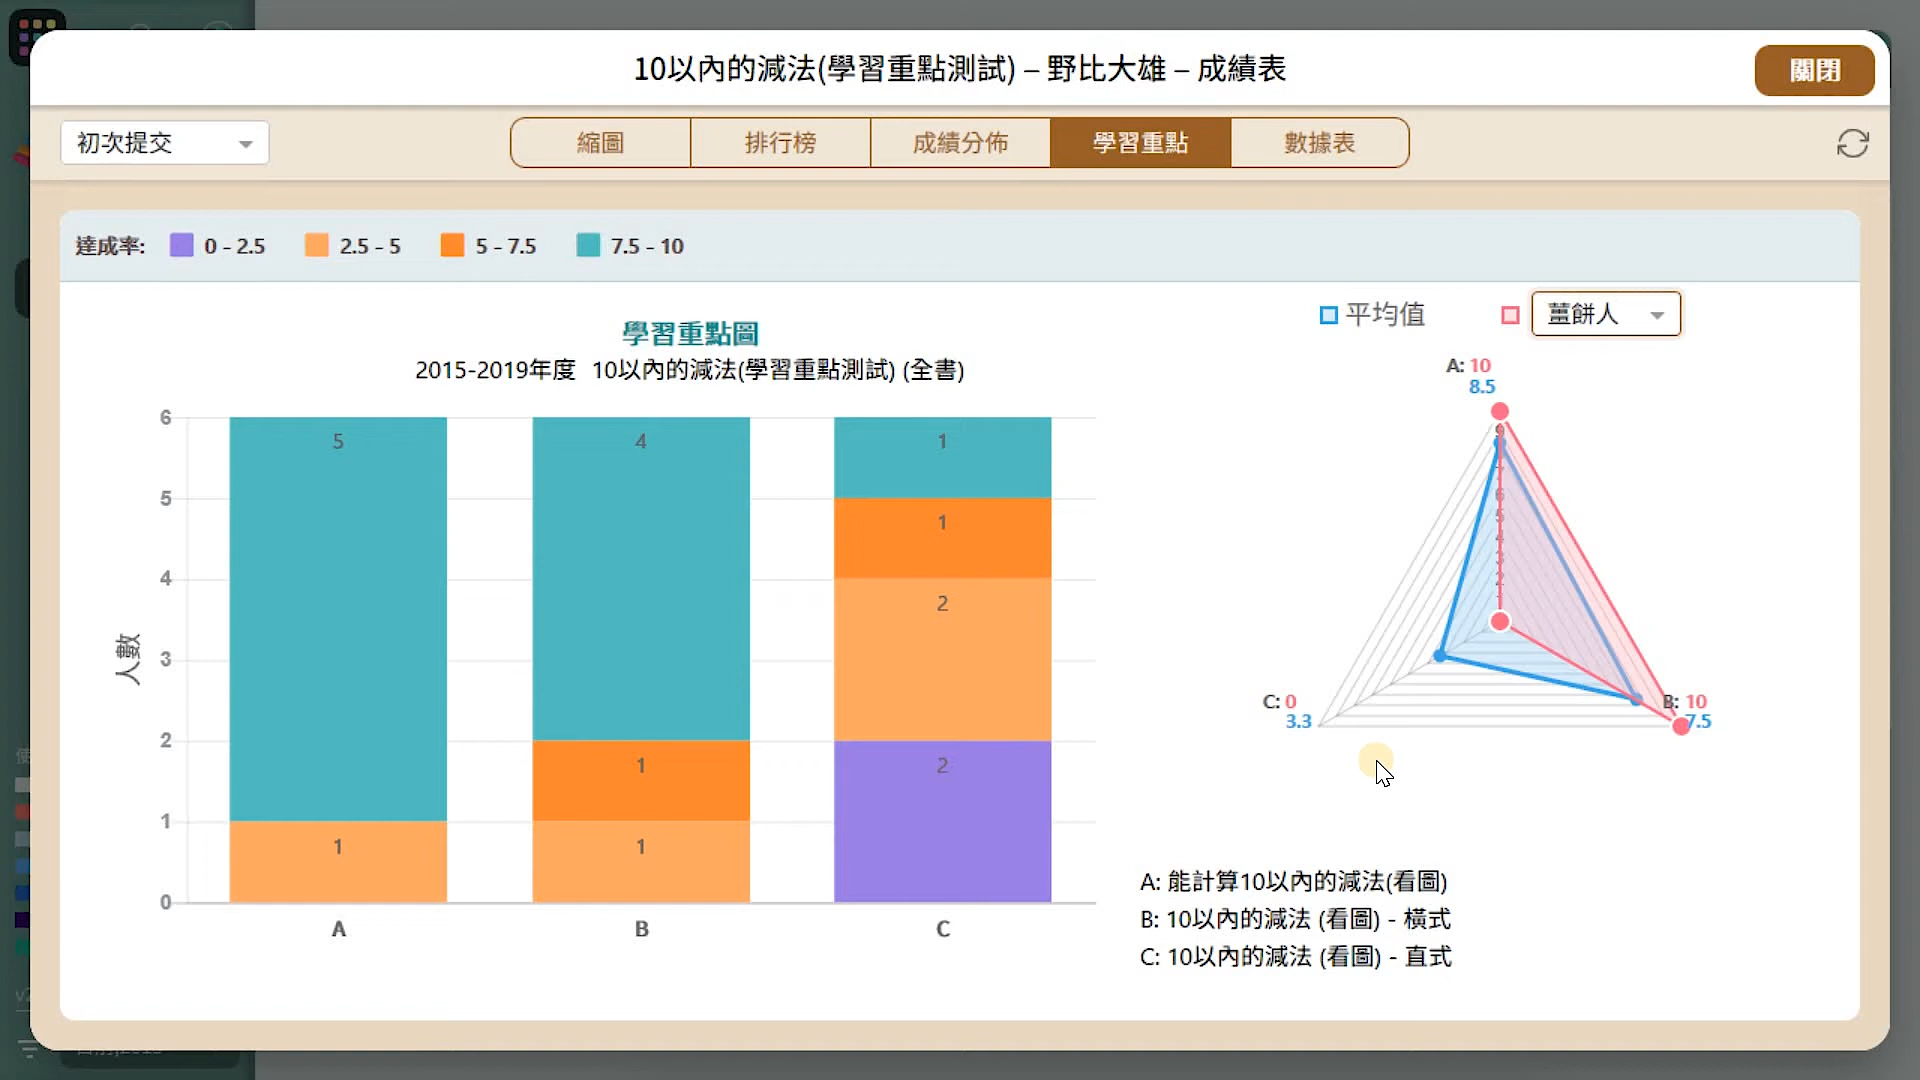 10以內的減法(學習重點測試) – 野比大雄 – 成績表
關閉
初次提交
縮圖
排行榜
成績分佈
學習重點
數據表
達成率:
0 - 2.5
2.5 - 5
5 - 7.5
7.5 - 10
學習重點圖
2015-2019年度 10以內的減法(學習重點測試) (全書)
平均值
薑餅人
人數
6
5
4
3
2
1
0
5
1
4
1
1
1
1
2
2
A
B
C
A: 10
8.5
9
6
5
4
3
2
C: 0
3.3
B: 10
7.5
A: 能計算10以內的減法(看圖)
B: 10以內的減法 (看圖) - 橫式
C: 10以內的減法 (看圖) - 直式